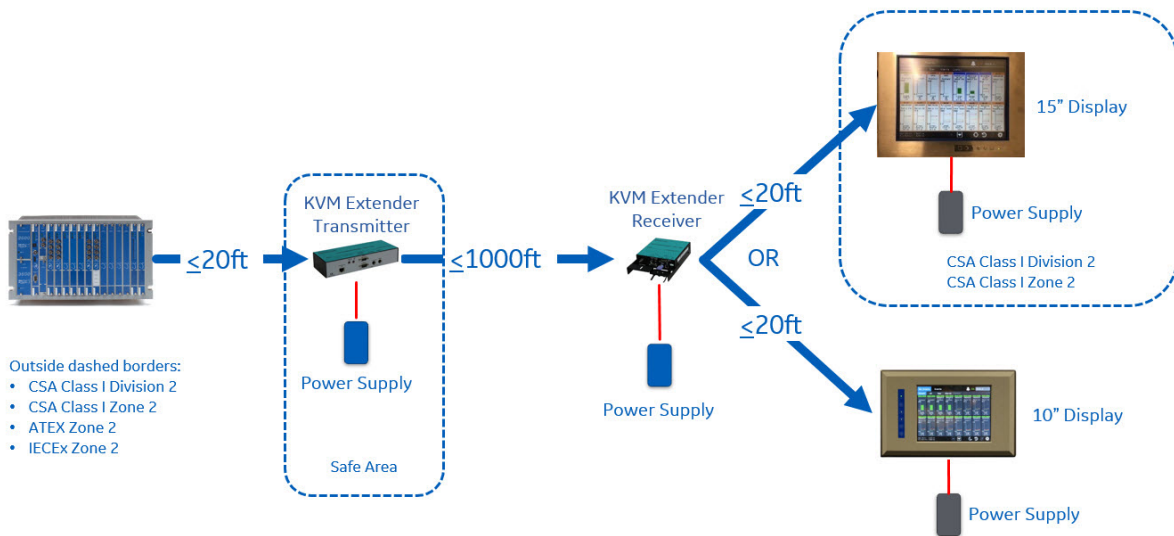 15” Display
Power Supply
CSA Class I Division 2
CSA Class I Zone 2
KVM Extender
Transmitter
KVM Extender
Receiver
≤20ft
≤1000ft
≤20ft
OR
≤20ft
Power Supply
Power Supply
Safe Area
Outside dashed borders:
• CSA Class I Division 2
• CSA Class I Zone 2
• ATEX Zone 2
• IECEx Zone 2
10” Display
Power Supply